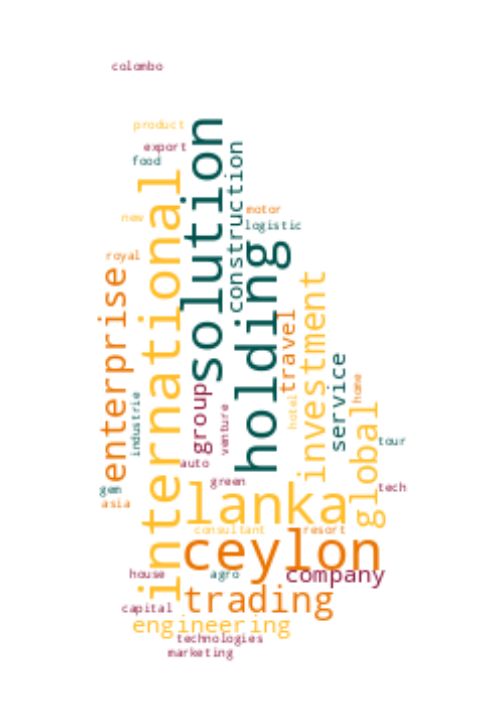 colombo
product
solution
export
construction
food
international
motor
new
logistic
holding
royal
enterprise
investment
travel
service
home
group
hotel
industrie
venture
global
tour
auto
green
gem
lanka
tech
asia
consultant
resort
ceylon
house
agro
company
trading
capital
engineering
technologies
marketing